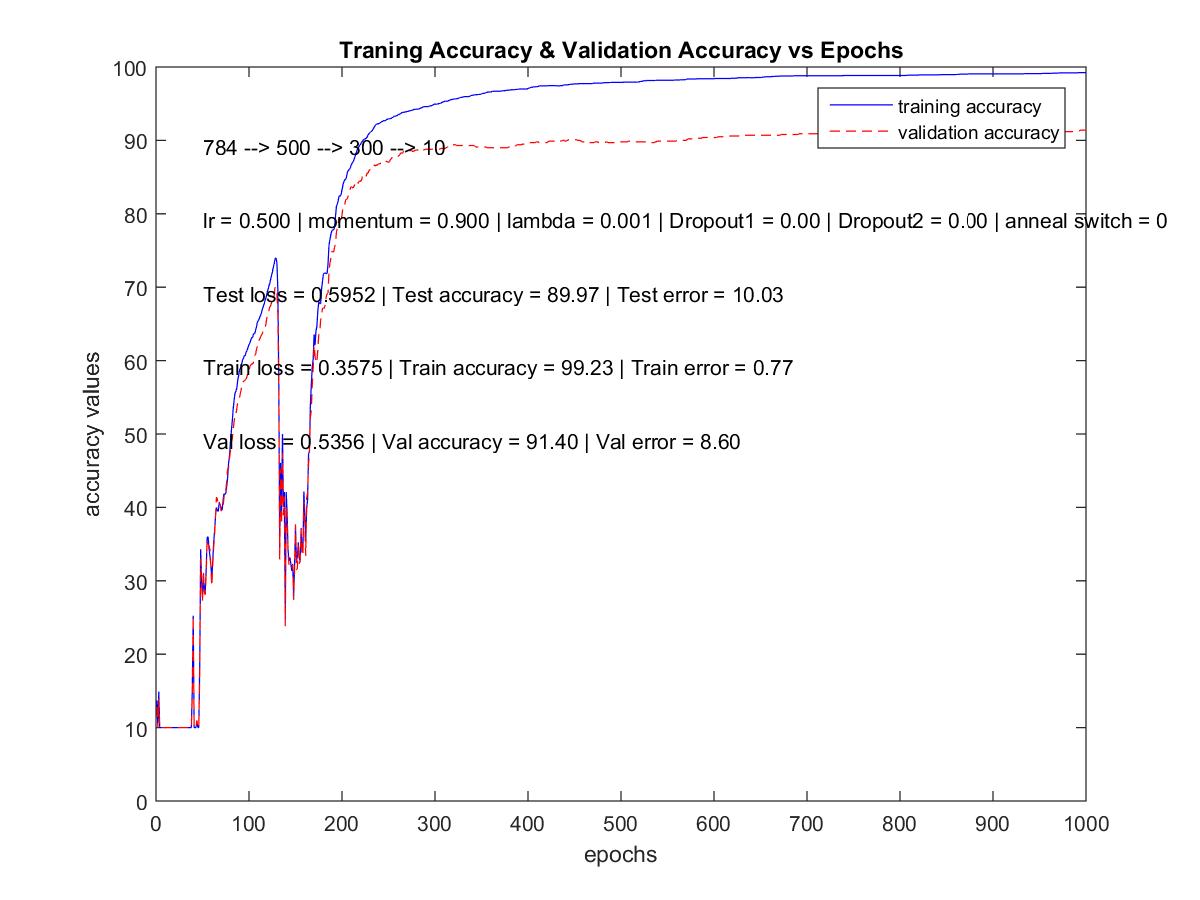 Traning Accuracy & Validation Accuracy vs Epochs
100
90
80
70
60
50
40
30
20
10
0
accuracy values
training accuracy
validation accuracy
784 --> 500 --> 300 --> 10
lr = 0.500 | momentum = 0.900 | lambda = 0.001 | Dropout1 = 0.00 | Dropout2 = 0.00 | anneal switch = 0
Test loss = 0.5952 | Test accuracy = 89.97 | Test error = 10.03
Train loss = 0.3575 | Train accuracy = 99.23 | Train error = 0.77
Val loss = 0.5356 | Val accuracy = 91.40 | Val error = 8.60
0 100 200 300 400 500 600 700 800 900 1000
epochs